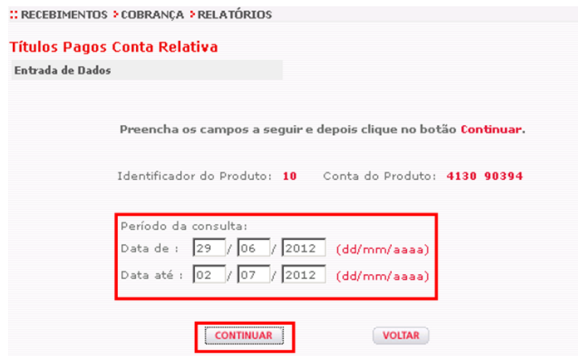 :: RECEBIMENTOS > COBRANÇA > RELATÓRIOS
Títulos Pagos Conta Relativa
Entrada de Dados
Preencha os campos a seguir e depois clique no botão Continuar.
Identificador do Produto: 10 Conta do Produto: 4130 90394
Período da consulta:
Data de : 29 / 06 / 2012 (dd/mm/aaaa)
Data até : 02 / 07 / 2012 (dd/mm/aaaa)
CONTINUAR VOLTAR